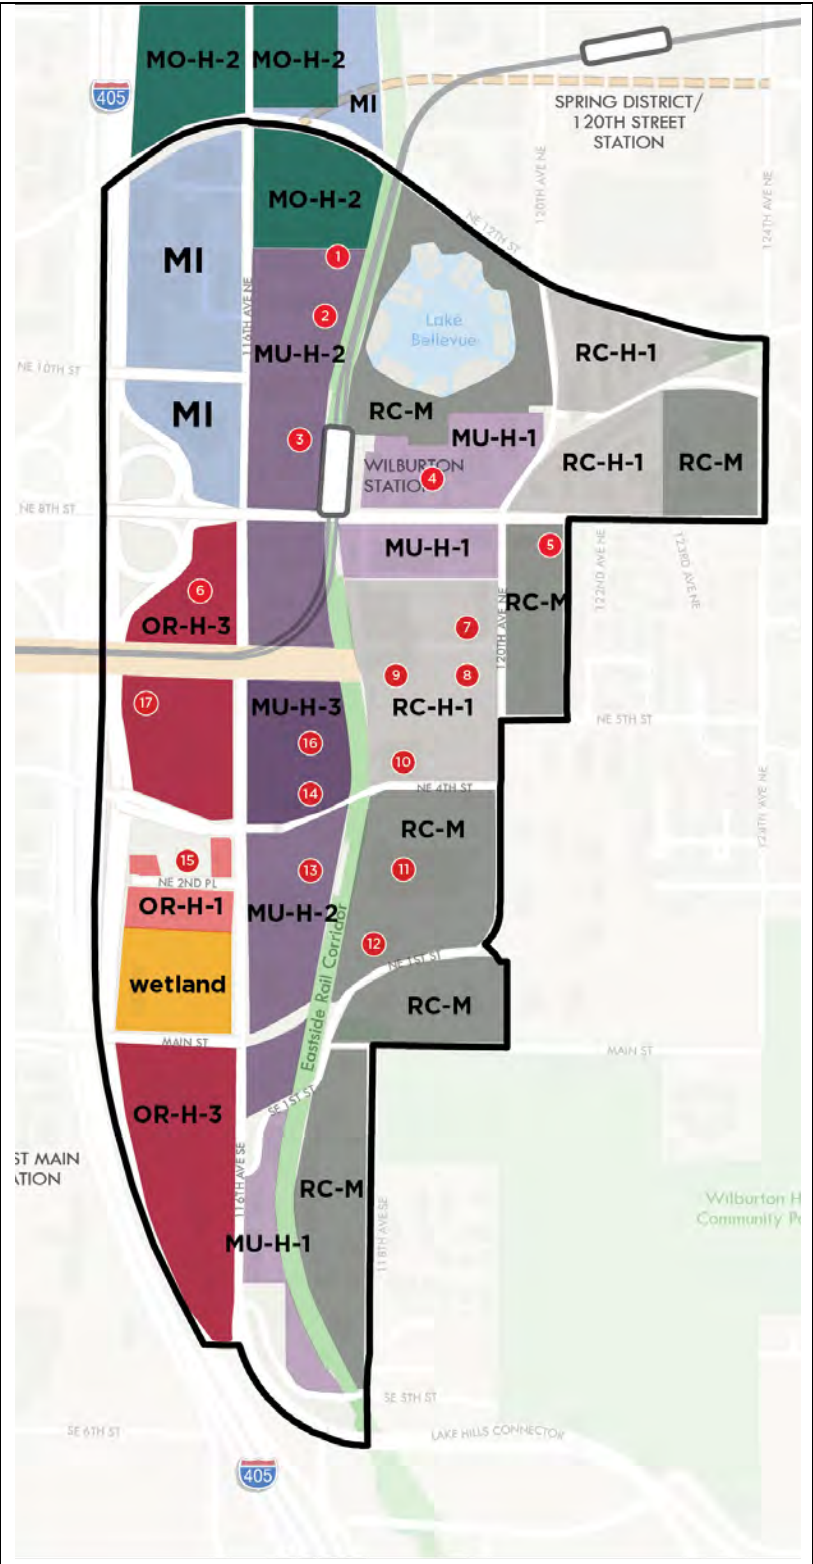 MO-H-2
MO-H-2
405
MI
SPRING DISTRICT/
120TH STREET
STATION
120TH AVE NE
124TH AVE NE
MO-H-2
NE 12TH ST
MI
1
116TH AVE NE
2
Lake
Bellevue
MU-H-2
RC-H-1
NE 10TH ST
MI
RC-M
3
MU-H-1
WILBURTON
STATION
4
RC-H-1
RC-M
NE 8TH ST
MU-H-1
5
122ND AVE NE
123RD AVE NE
6
RC-M
120TH AVE NE
OR-H-3
7
9
8
17
MU-H-3
RC-H-1
NE 5TH ST
16
10
14
NE 4TH ST
RC-M
15
13
11
NE 2ND PL
OR-H-1
MU-H-2
12
NE 1ST ST
wetland
Eastside Rail Corridor
RC-M
MAIN ST
MAIN ST
SE 1ST ST
OR-H-3
ST MAIN
ATION
116TH AVE SE
RC-M
Wilburton H
Community P
118TH AVE SE
MU-H-1
SE 5TH ST
SE 6TH ST
LAKE HILLS CONNECTOR
405